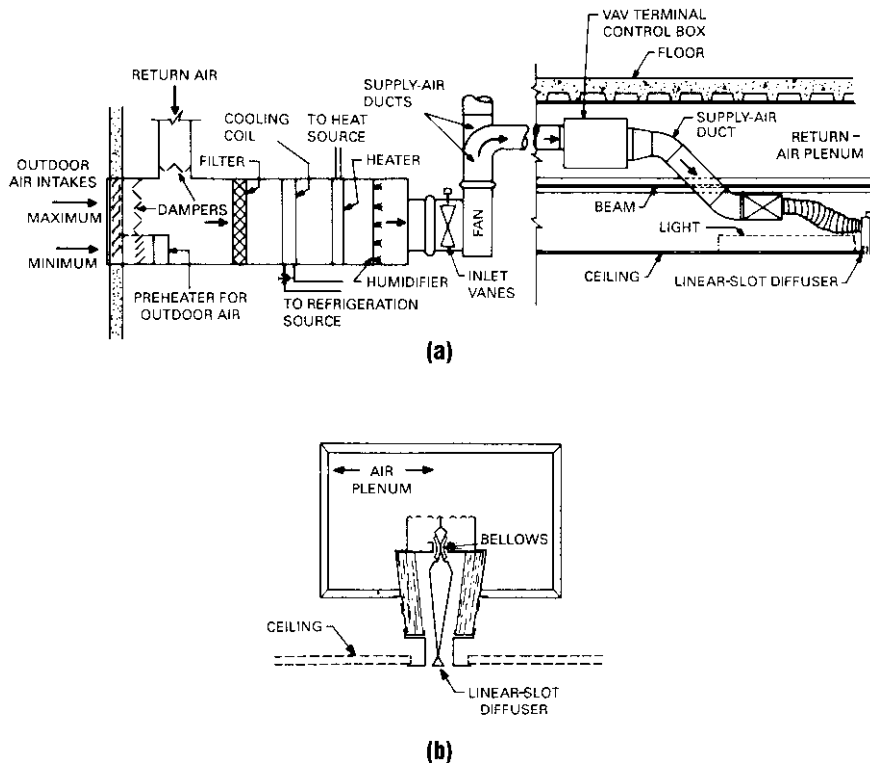 VAV TERMINAL
CONTROL BOX
FLOOR
RETURN AIR
SUPPLY-AIR
DUCTS
COOLING
COIL
TO HEAT
SOURCE
SUPPLY-AIR
DUCT
RETURN-
AIR PLENUM
OUTDOOR
AIR INTAKES
FILTER
HEATER
MAXIMUM
DAMPERS
BEAM
FAN
LIGHT
MINIMUM
INLET
VANES
CEILING
LINEAR-SLOT DIFFUSER
PREHEATER FOR
OUTDOOR AIR
HUMIDIFIER
TO REFRIGERATION
SOURCE
(a)
AIR
PLENUM
BELLOWS
CEILING
LINEAR-SLOT
DIFFUSER
(b)